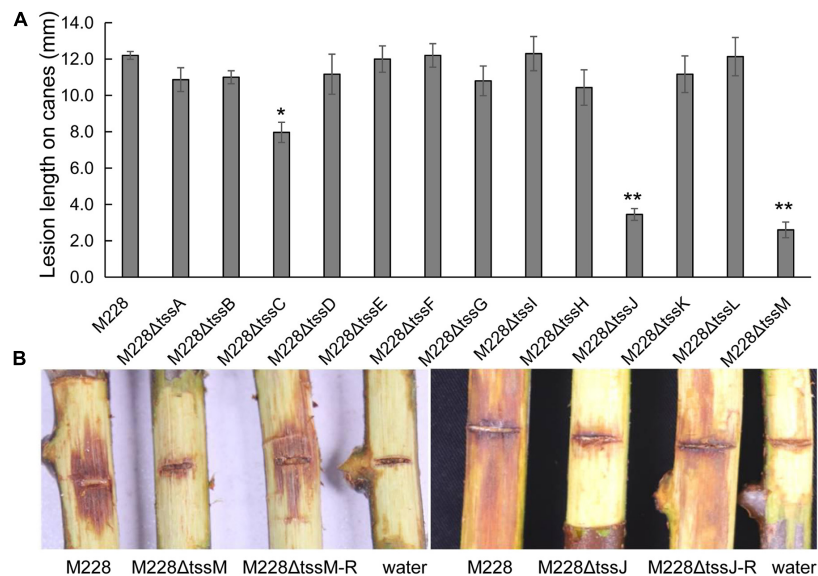 A
Lesion length on canes (mm)
14.0
12.0
10.0
8.0
6.0
4.0
2.0
0.0
*
**
**
M228
M228ΔtssA
M228ΔtssB
M228ΔtssC
M228ΔtssD
M228ΔtssE
M228ΔtssF
M228ΔtssG
M228ΔtssI
M228ΔtssH
M228ΔtssJ
M228ΔtssK
M228ΔtssL
M228ΔtssM
B
M228 M228ΔtssM M228ΔtssM-R water M228 M228ΔtssJ M228ΔtssJ-R water